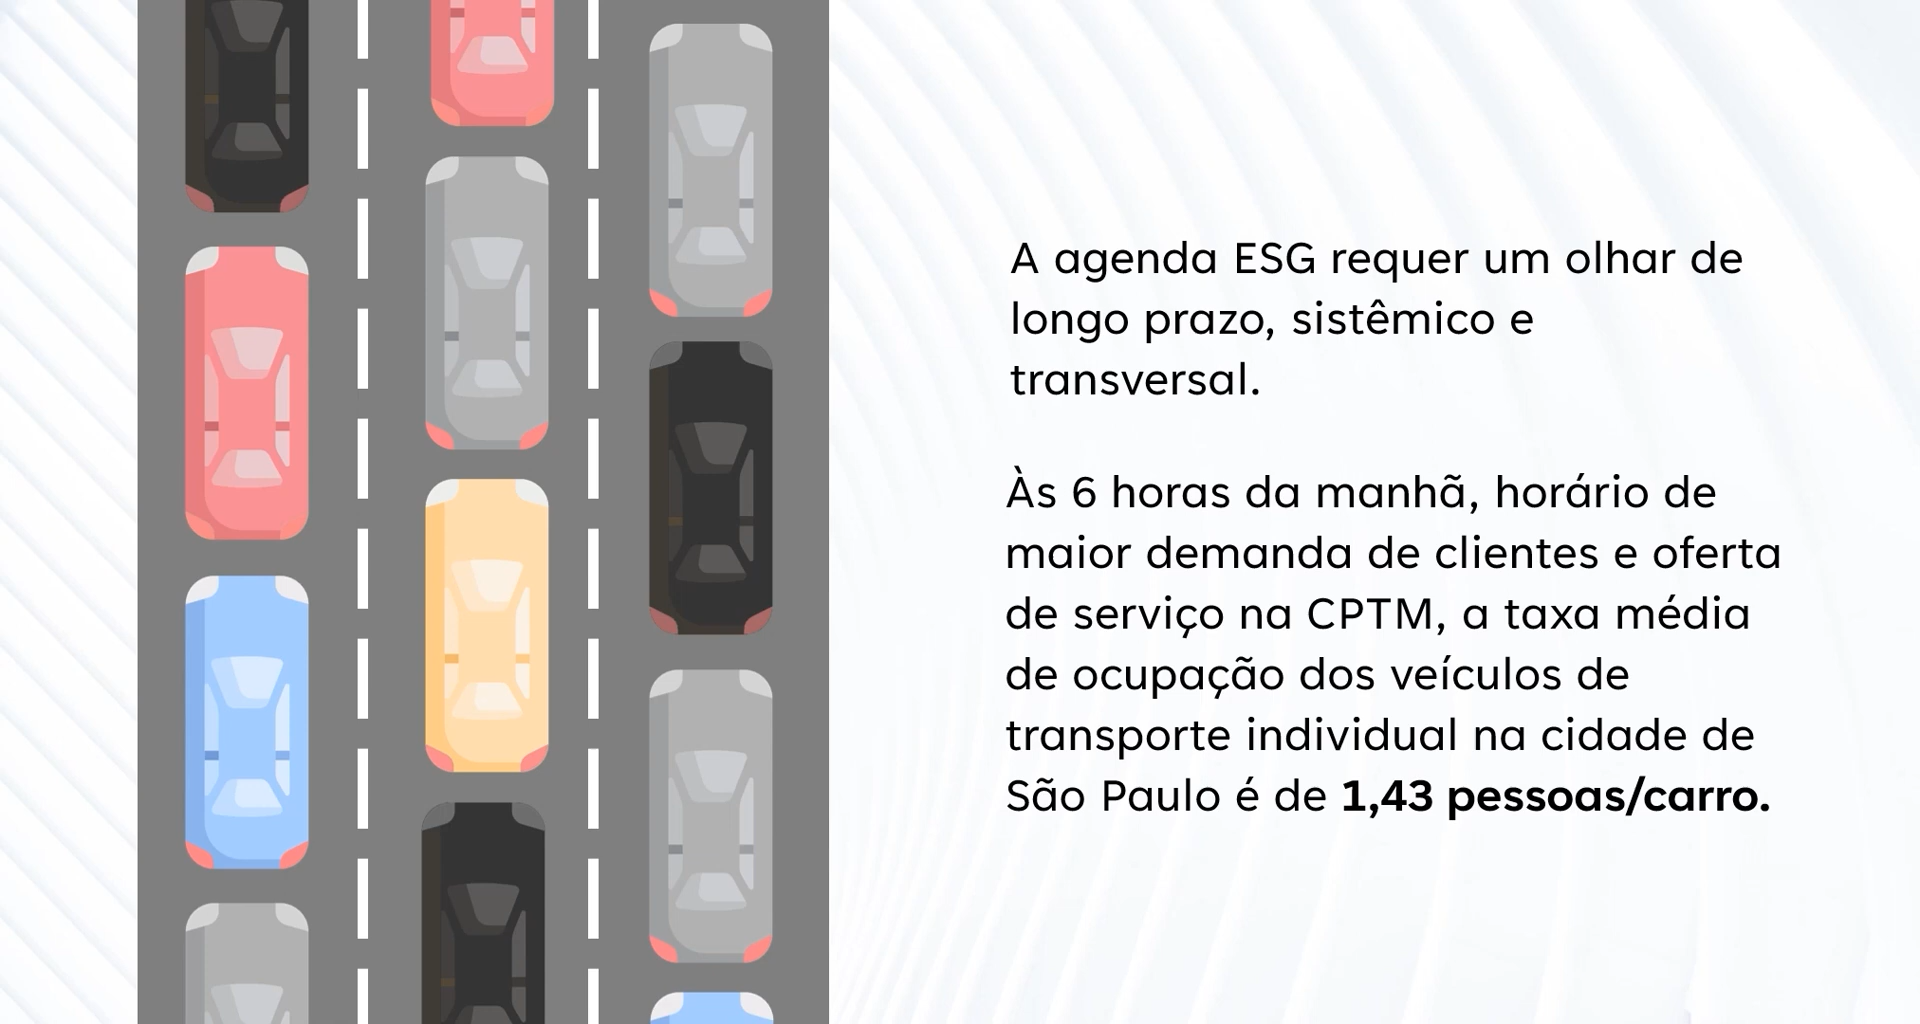 A agenda ESG requer um olhar de
longo prazo, sistêmico e
transversal.
Às 6 horas da manhã, horário de
maior demanda de clientes e oferta
de serviço na CPTM, a taxa média
de ocupação dos veículos de
transporte individual na cidade de
São Paulo é de 1,43 pessoas/carro.